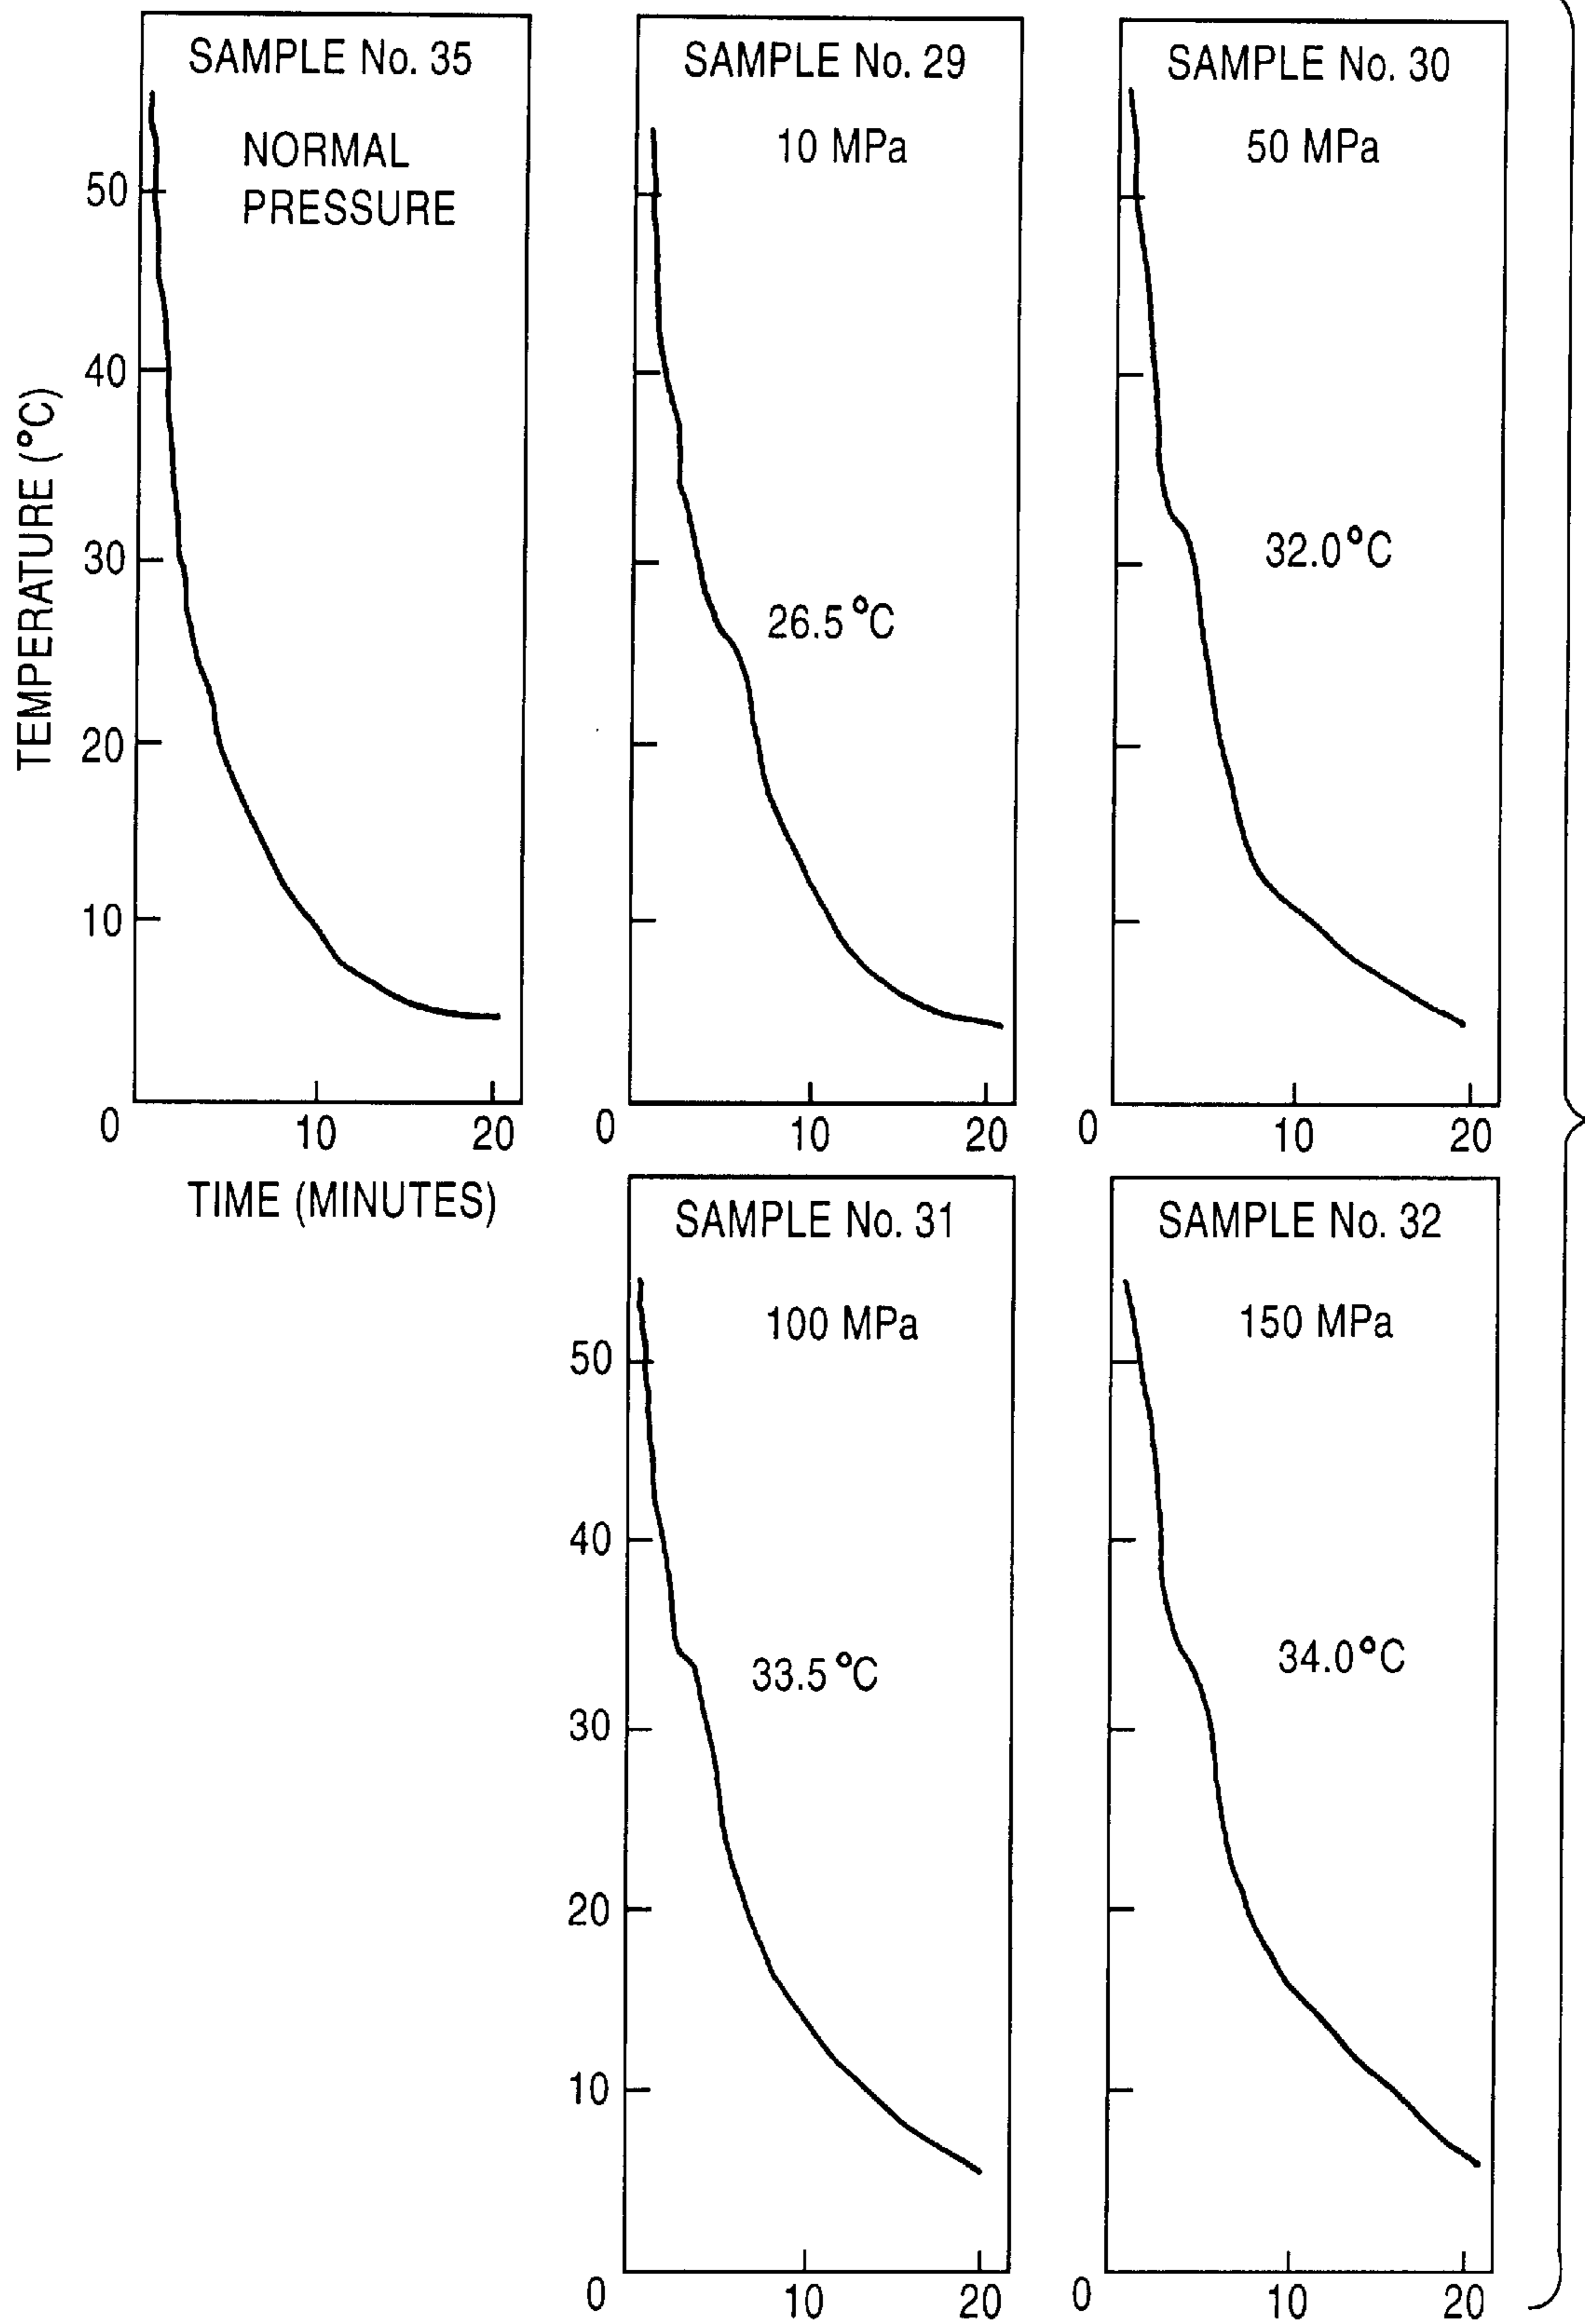 SAMPLE No. 35
NORMAL
PRESSURE
TEMPERATURE (°C)
50
40
30
20
10
0
10
20
TIME (MINUTES)
SAMPLE No. 29
10 MPa
26.5°C
0
10
20
SAMPLE No. 30
50 MPa
32.0°C
0
10
20
SAMPLE No. 31
100 MPa
33.5°C
50
40
30
20
10
0
10
20
SAMPLE No. 32
150 MPa
34.0°C
0
10
20